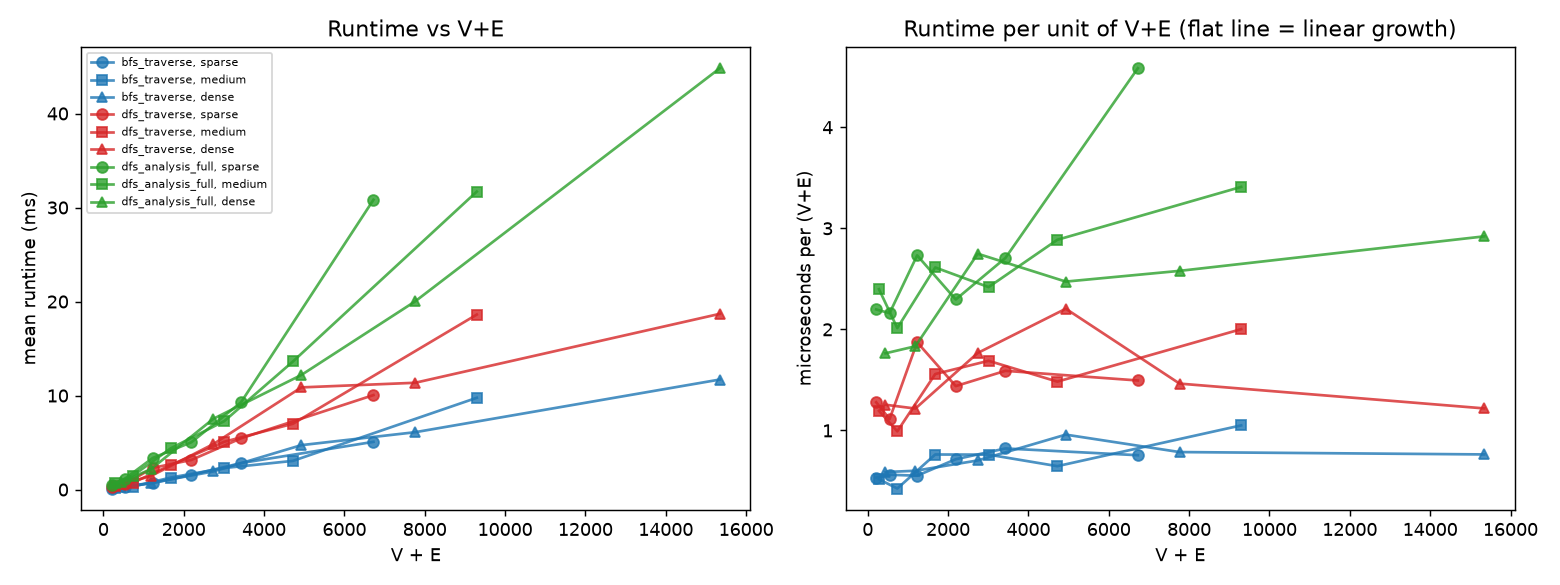 Runtime vs V+E
mean runtime (ms)
40
30
20
10
0
bfs_traverse, sparse
bfs_traverse, medium
bfs_traverse, dense
dfs_traverse, sparse
dfs_traverse, medium
dfs_traverse, dense
dfs_analysis_full, sparse
dfs_analysis_full, medium
dfs_analysis_full, dense
0 2000 4000 6000 8000 10000 12000 14000 16000
V + E
Runtime per unit of V+E (flat line = linear growth)
microseconds per (V+E)
4
3
2
1
0 2000 4000 6000 8000 10000 12000 14000 16000
V + E